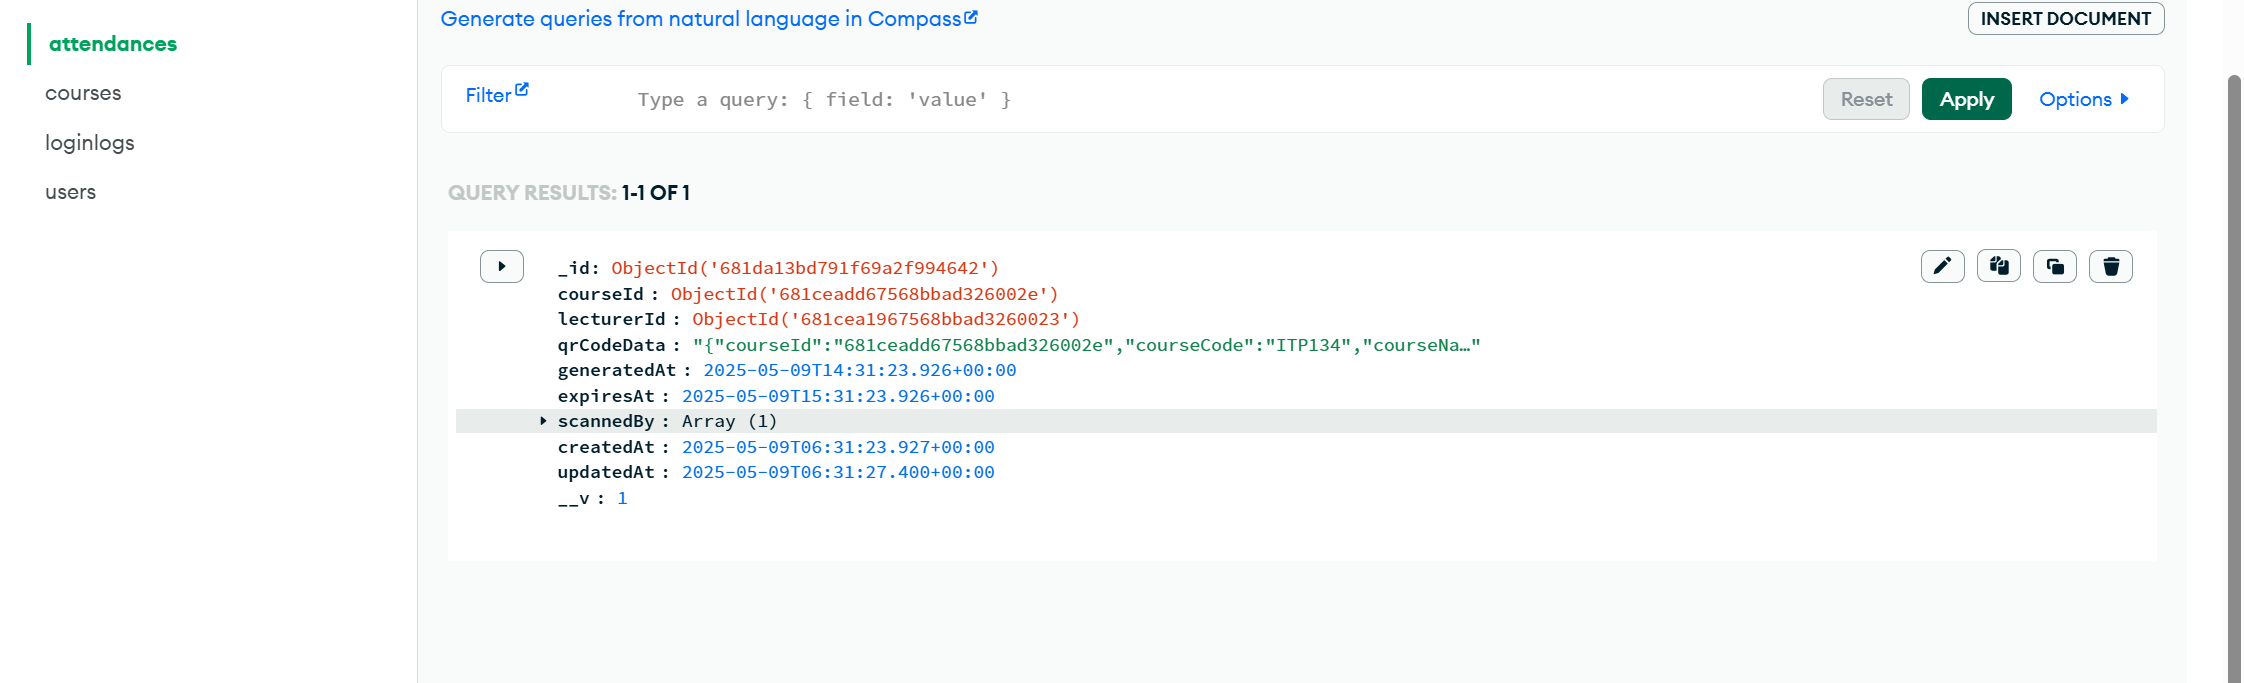 Generate queries from natural language in Compass
INSERT DOCUMENT
attendances
courses
loginlogs
users
Filter
Type a query: { field: 'value' }
Reset
Apply
Options
QUERY RESULTS: 1-1 OF 1
_id: ObjectId('681da13bd791f69a2f994642')
courseId : ObjectId('681ceadd67568bbad326002e')
lecturerId : ObjectId('681cea1967568bbad3260023')
qrCodeData : "{"courseId":"681ceadd67568bbad326002e","courseCode":"ITP134","courseNa…"
generatedAt : 2025-05-09T14:31:23.926+00:00
expiresAt : 2025-05-09T15:31:23.926+00:00
scannedBy : Array (1)
createdAt : 2025-05-09T06:31:23.927+00:00
updatedAt : 2025-05-09T06:31:27.400+00:00
__v : 1